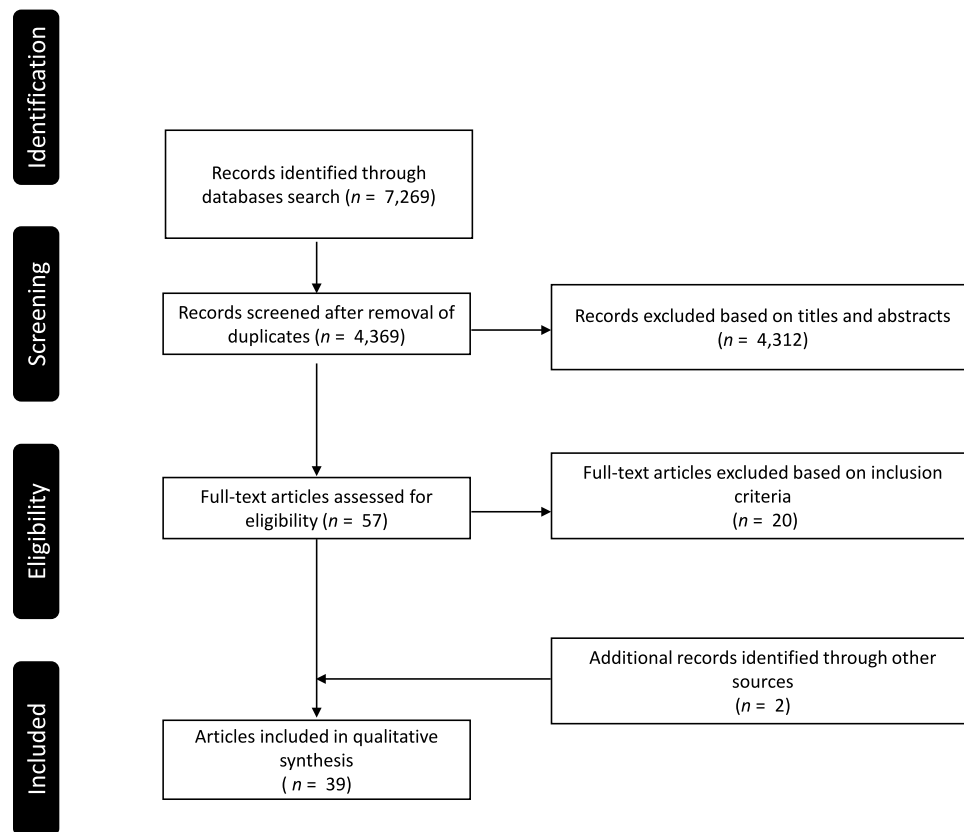 Identification
Records identified through
databases search (n = 7,269)
Screening
Records screened after removal of
duplicates (n = 4,369)
Records excluded based on titles and abstracts
(n = 4,312)
Eligibility
Full-text articles assessed for
eligibility (n = 57)
Full-text articles excluded based on inclusion
criteria
(n = 20)
Additional records identified through other
sources
(n = 2)
Included
Articles included in qualitative
synthesis
( n = 39)